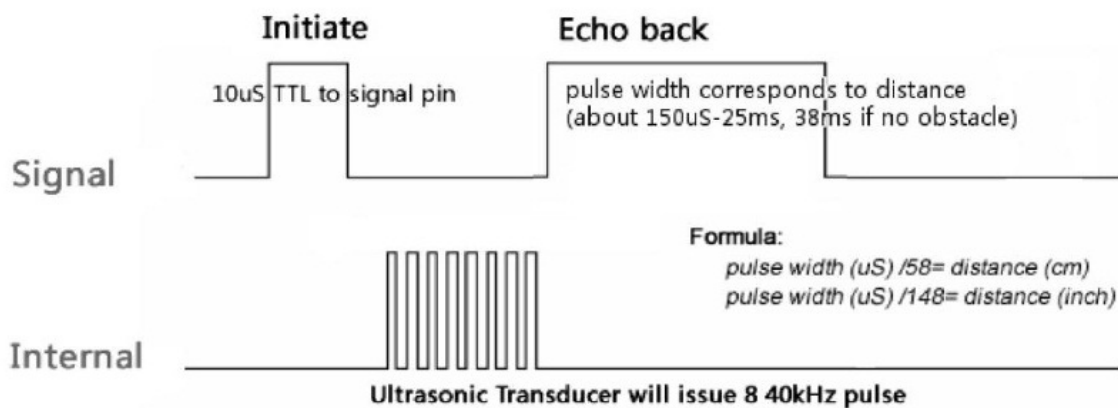 Initiate
Echo back
10uS TTL to signal pin
pulse width corresponds to distance
(about 150uS-25ms, 38ms if no obstacle)
Signal
Formula:
pulse width (uS) /58= distance (cm)
pulse width (uS) /148= distance (inch)
Internal
Ultrasonic Transducer will issue 8 40kHz pulse